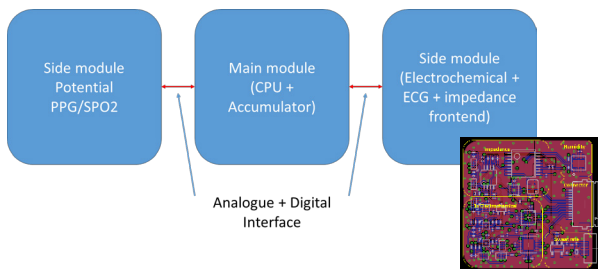 Side module
Potential
PPG/SPO2
Main module
(CPU +
Accumulator)
Side module
(Electrochemical +
ECG + impedance
frontend)
Analogue + Digital
Interface
Impedance
Humidity